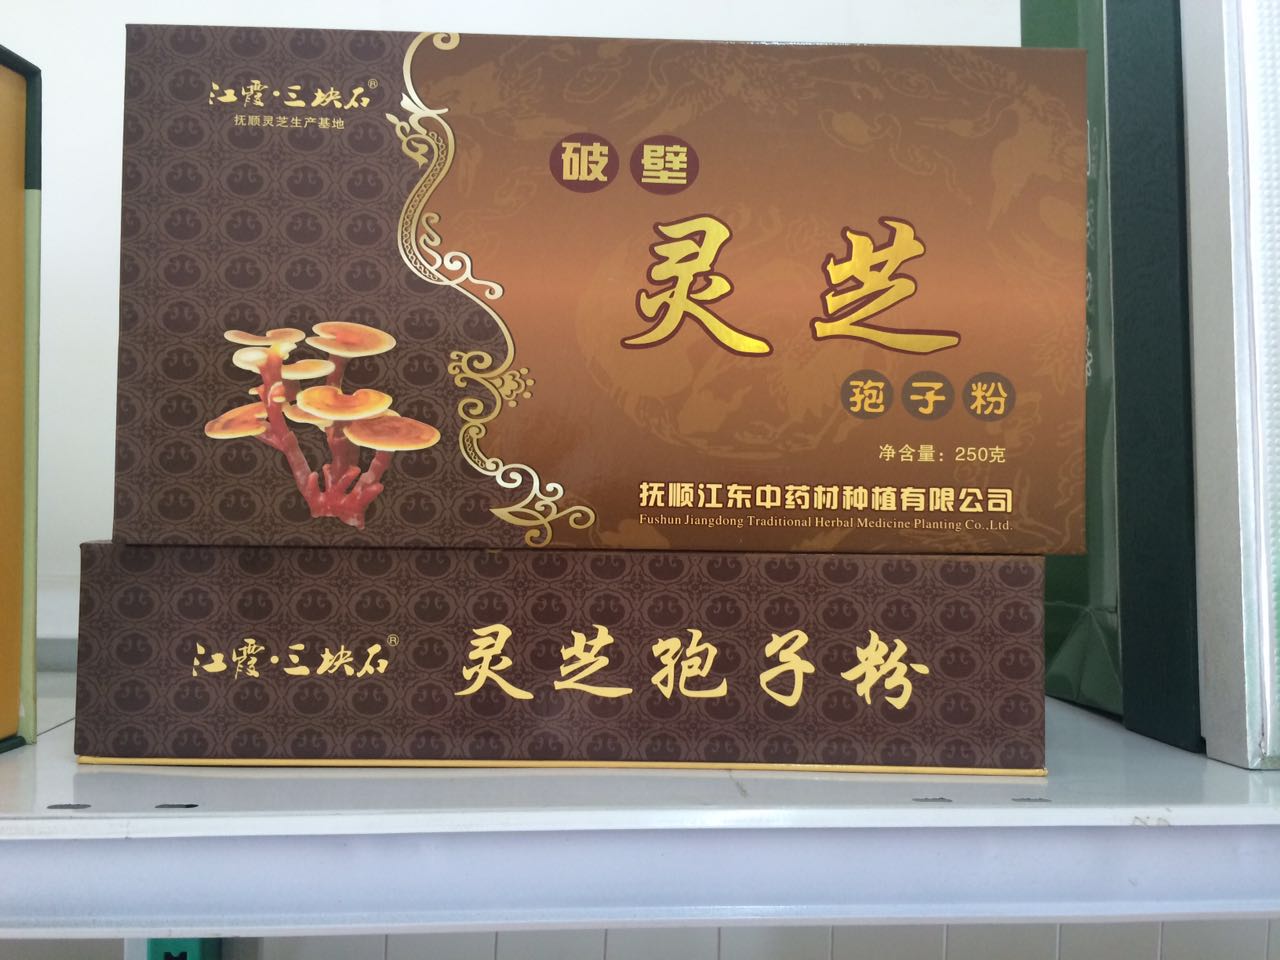 江霞·三块石®
抚顺灵芝生产基地
破壁
灵芝
孢子粉
净含量：250克
抚顺江东中药材种植有限公司
Fushun Jiangdong Traditional Herbal Medicine Planting Co.,Ltd.
江霞·三块石® 灵芝孢子粉